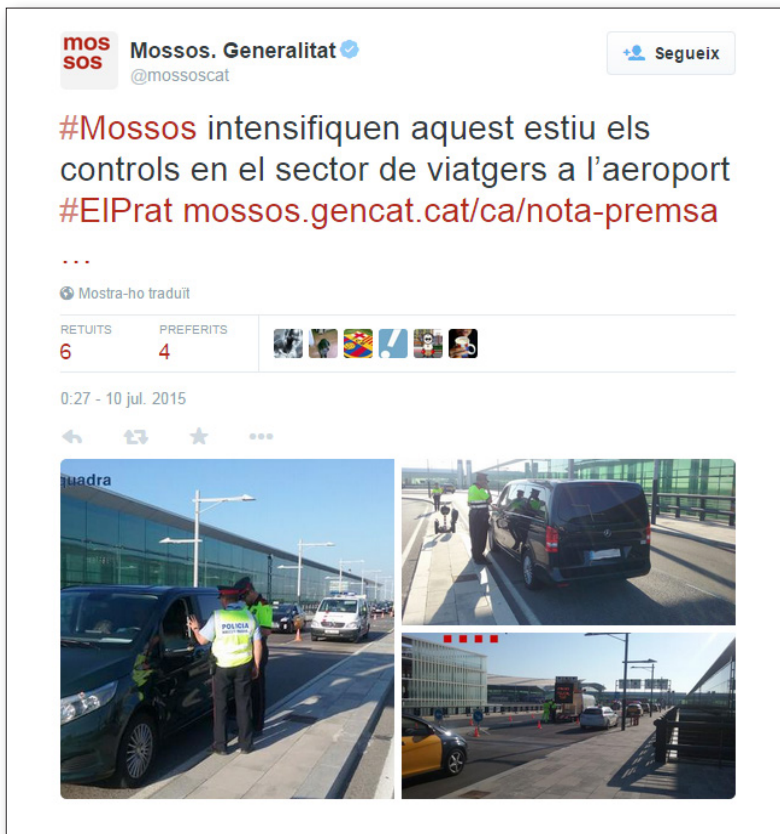 mos
sos
Mossos. Generalitat
@mossoscat
Segueix
#Mossos intensifiquen aquest estiu els
controls en el sector de viatgers a l'aeroport
#ElPrat mossos.gencat.cat/ca/nota-premsa
...
Mostra-ho traduït
RETUITS PREFERITS
6 4
0:27 - 10 jul. 2015
quadra
POLICIA